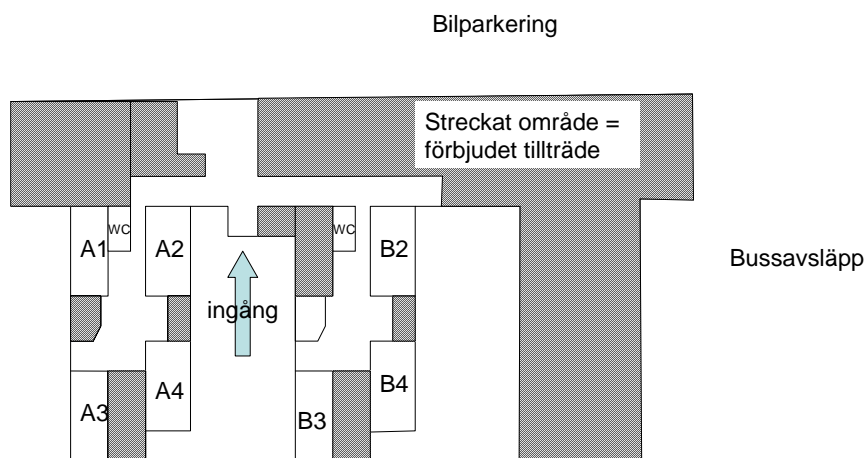 Bilparkering
Streckat område =
förbjudet tillträde
A1
WC
A2
WC
B2
Bussavsläpp
ingång
A4
B4
A3
B3